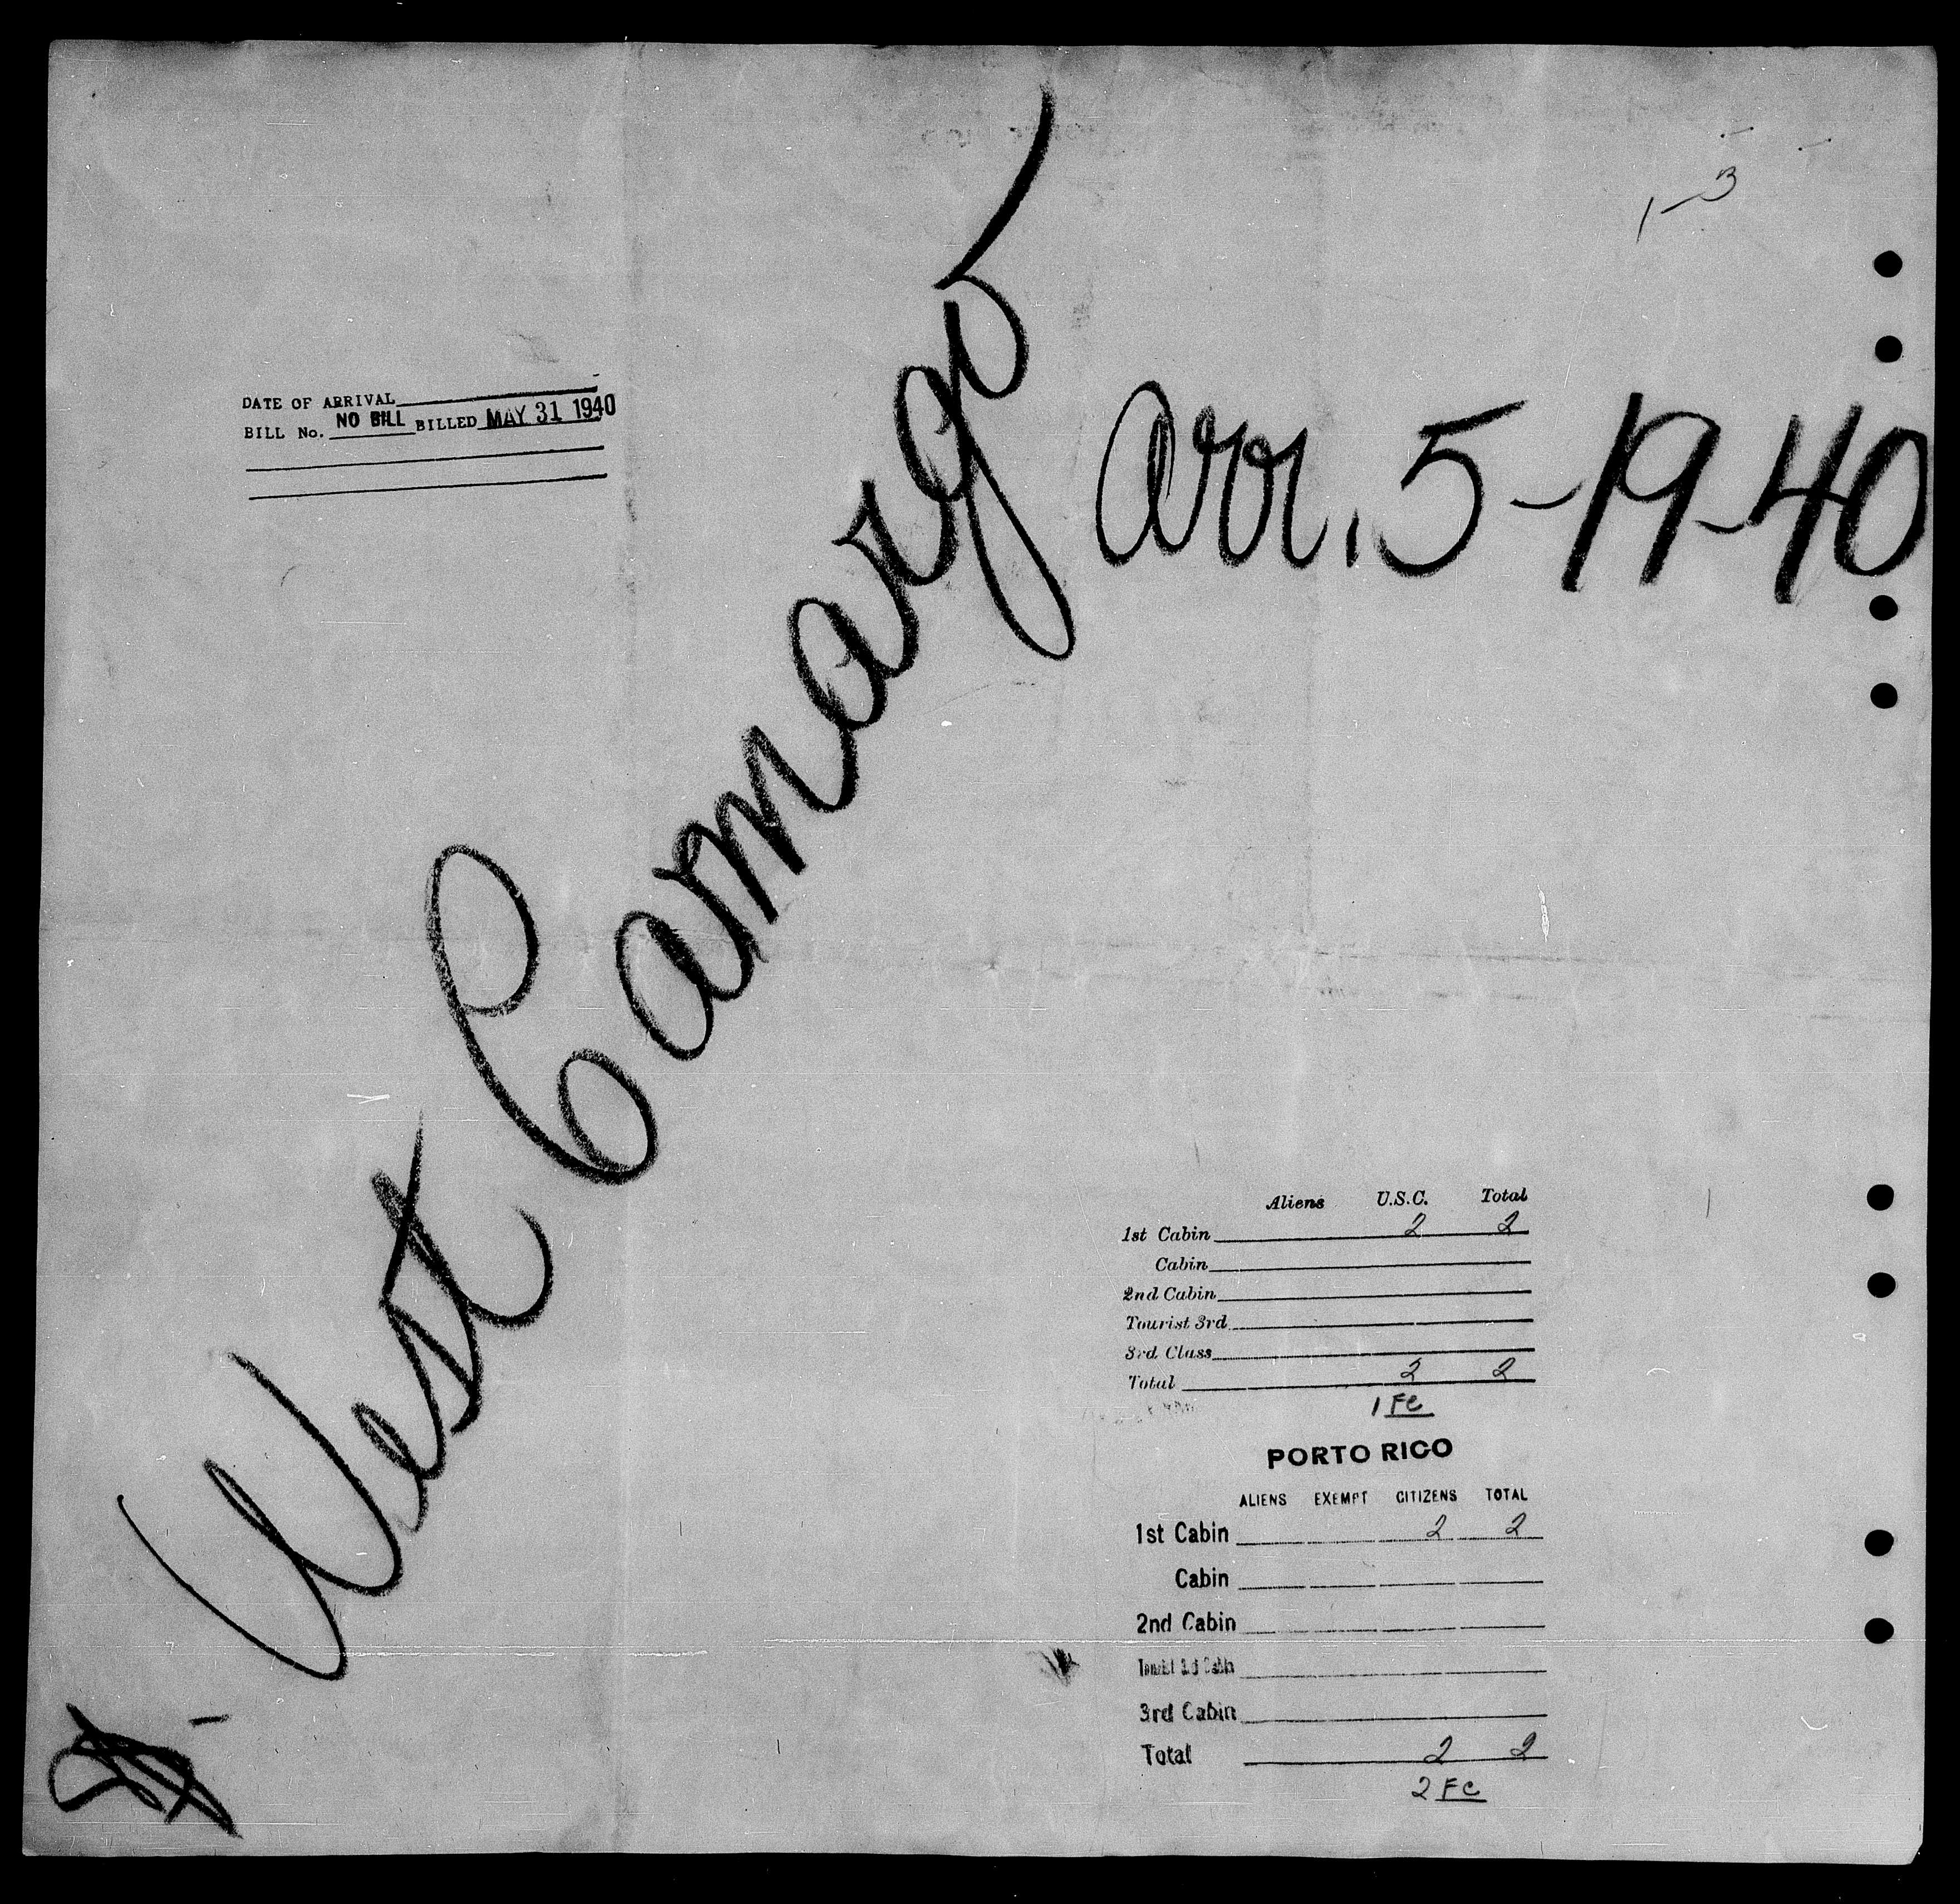 1-3
DATE OF ARRIVAL
BILL No. NO BILL BILLED MAY 31 1940
West Camargo
Arr. 5-19-40
Aliens U.S.C. Total
1st Cabin 2 2
Cabin
2nd Cabin
Tourist 3rd
3rd Class
Total 2 2
1 FC
PORTO RICO
ALIENS EXEMPT CITIZENS TOTAL
1st Cabin 2 2
Cabin
2nd Cabin
Tourist 3d Cabin
3rd Cabin
Total 2 2
2 FC